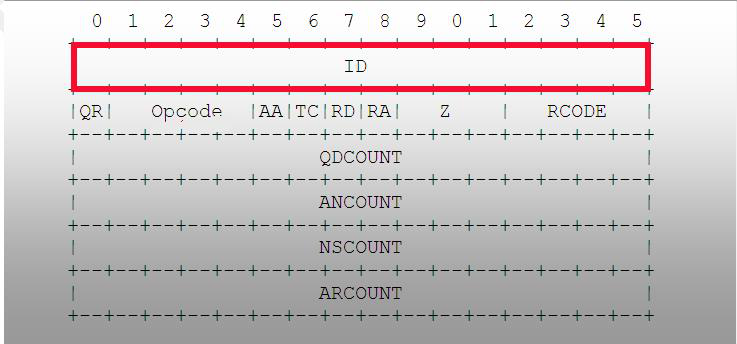 0 1 2 3 4 5 6 7 8 9 0 1 2 3 4 5
ID
|QR| Opcode |AA|TC|RD|RA| Z | RCODE |
+--+--+--+--+--+--+--+--+--+--+--+--+--+--+--+--+
| QDCOUNT |
+--+--+--+--+--+--+--+--+--+--+--+--+--+--+--+--+
| ANCOUNT |
+--+--+--+--+--+--+--+--+--+--+--+--+--+--+--+--+
| NSCOUNT |
+--+--+--+--+--+--+--+--+--+--+--+--+--+--+--+--+
| ARCOUNT |
+--+--+--+--+--+--+--+--+--+--+--+--+--+--+--+--+